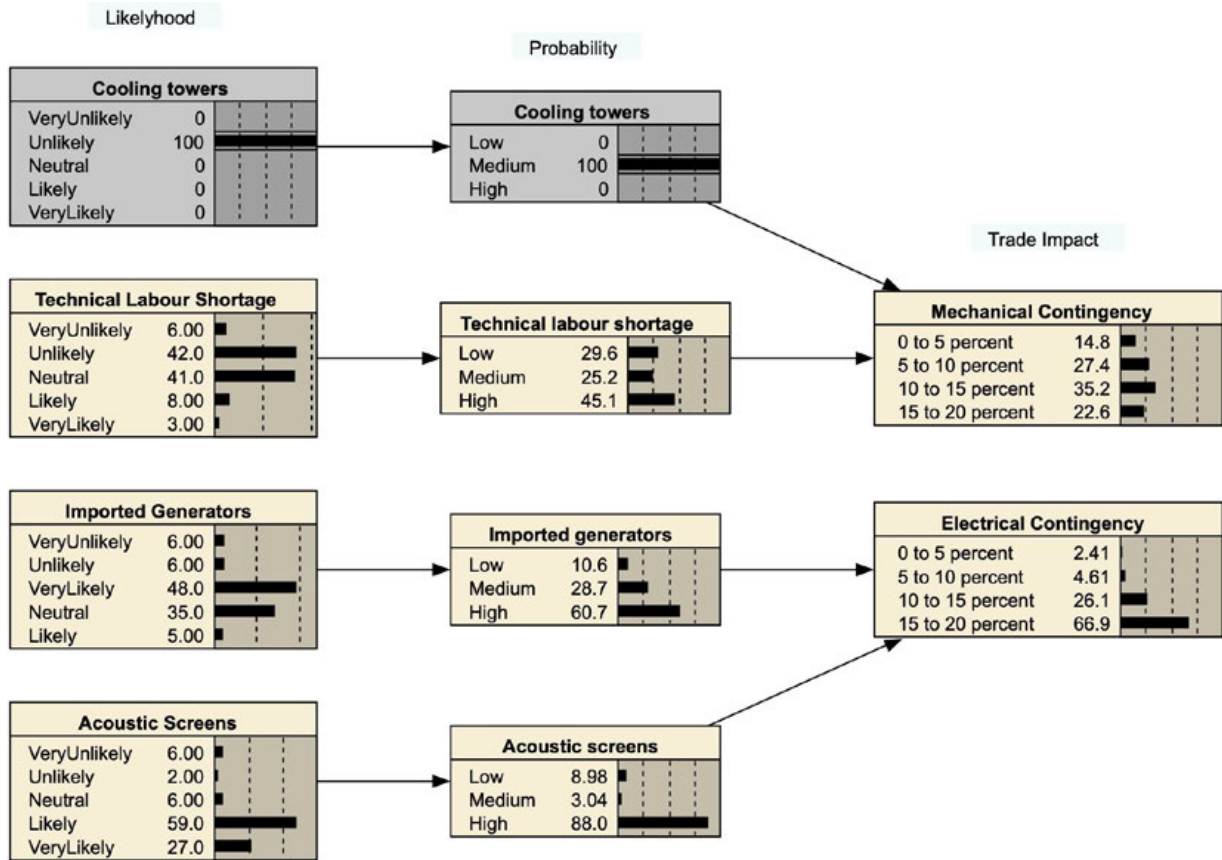 Likelyhood
Probability
Cooling towers
VeryUnlikely 0
Unlikely 100
Neutral 0
Likely 0
VeryLikely 0
Cooling towers
Low 0
Medium 100
High 0
Trade Impact
Technical Labour Shortage
VeryUnlikely 6.00
Unlikely 42.0
Neutral 41.0
Likely 8.00
VeryLikely 3.00
Technical labour shortage
Low 29.6
Medium 25.2
High 45.1
Mechanical Contingency
0 to 5 percent 14.8
5 to 10 percent 27.4
10 to 15 percent 35.2
15 to 20 percent 22.6
Imported Generators
VeryUnlikely 6.00
Unlikely 6.00
VeryLikely 48.0
Neutral 35.0
Likely 5.00
Imported generators
Low 10.6
Medium 28.7
High 60.7
Electrical Contingency
0 to 5 percent 2.41
5 to 10 percent 4.61
10 to 15 percent 26.1
15 to 20 percent 66.9
Acoustic Screens
VeryUnlikely 6.00
Unlikely 2.00
Neutral 6.00
Likely 59.0
VeryLikely 27.0
Acoustic screens
Low 8.98
Medium 3.04
High 88.0